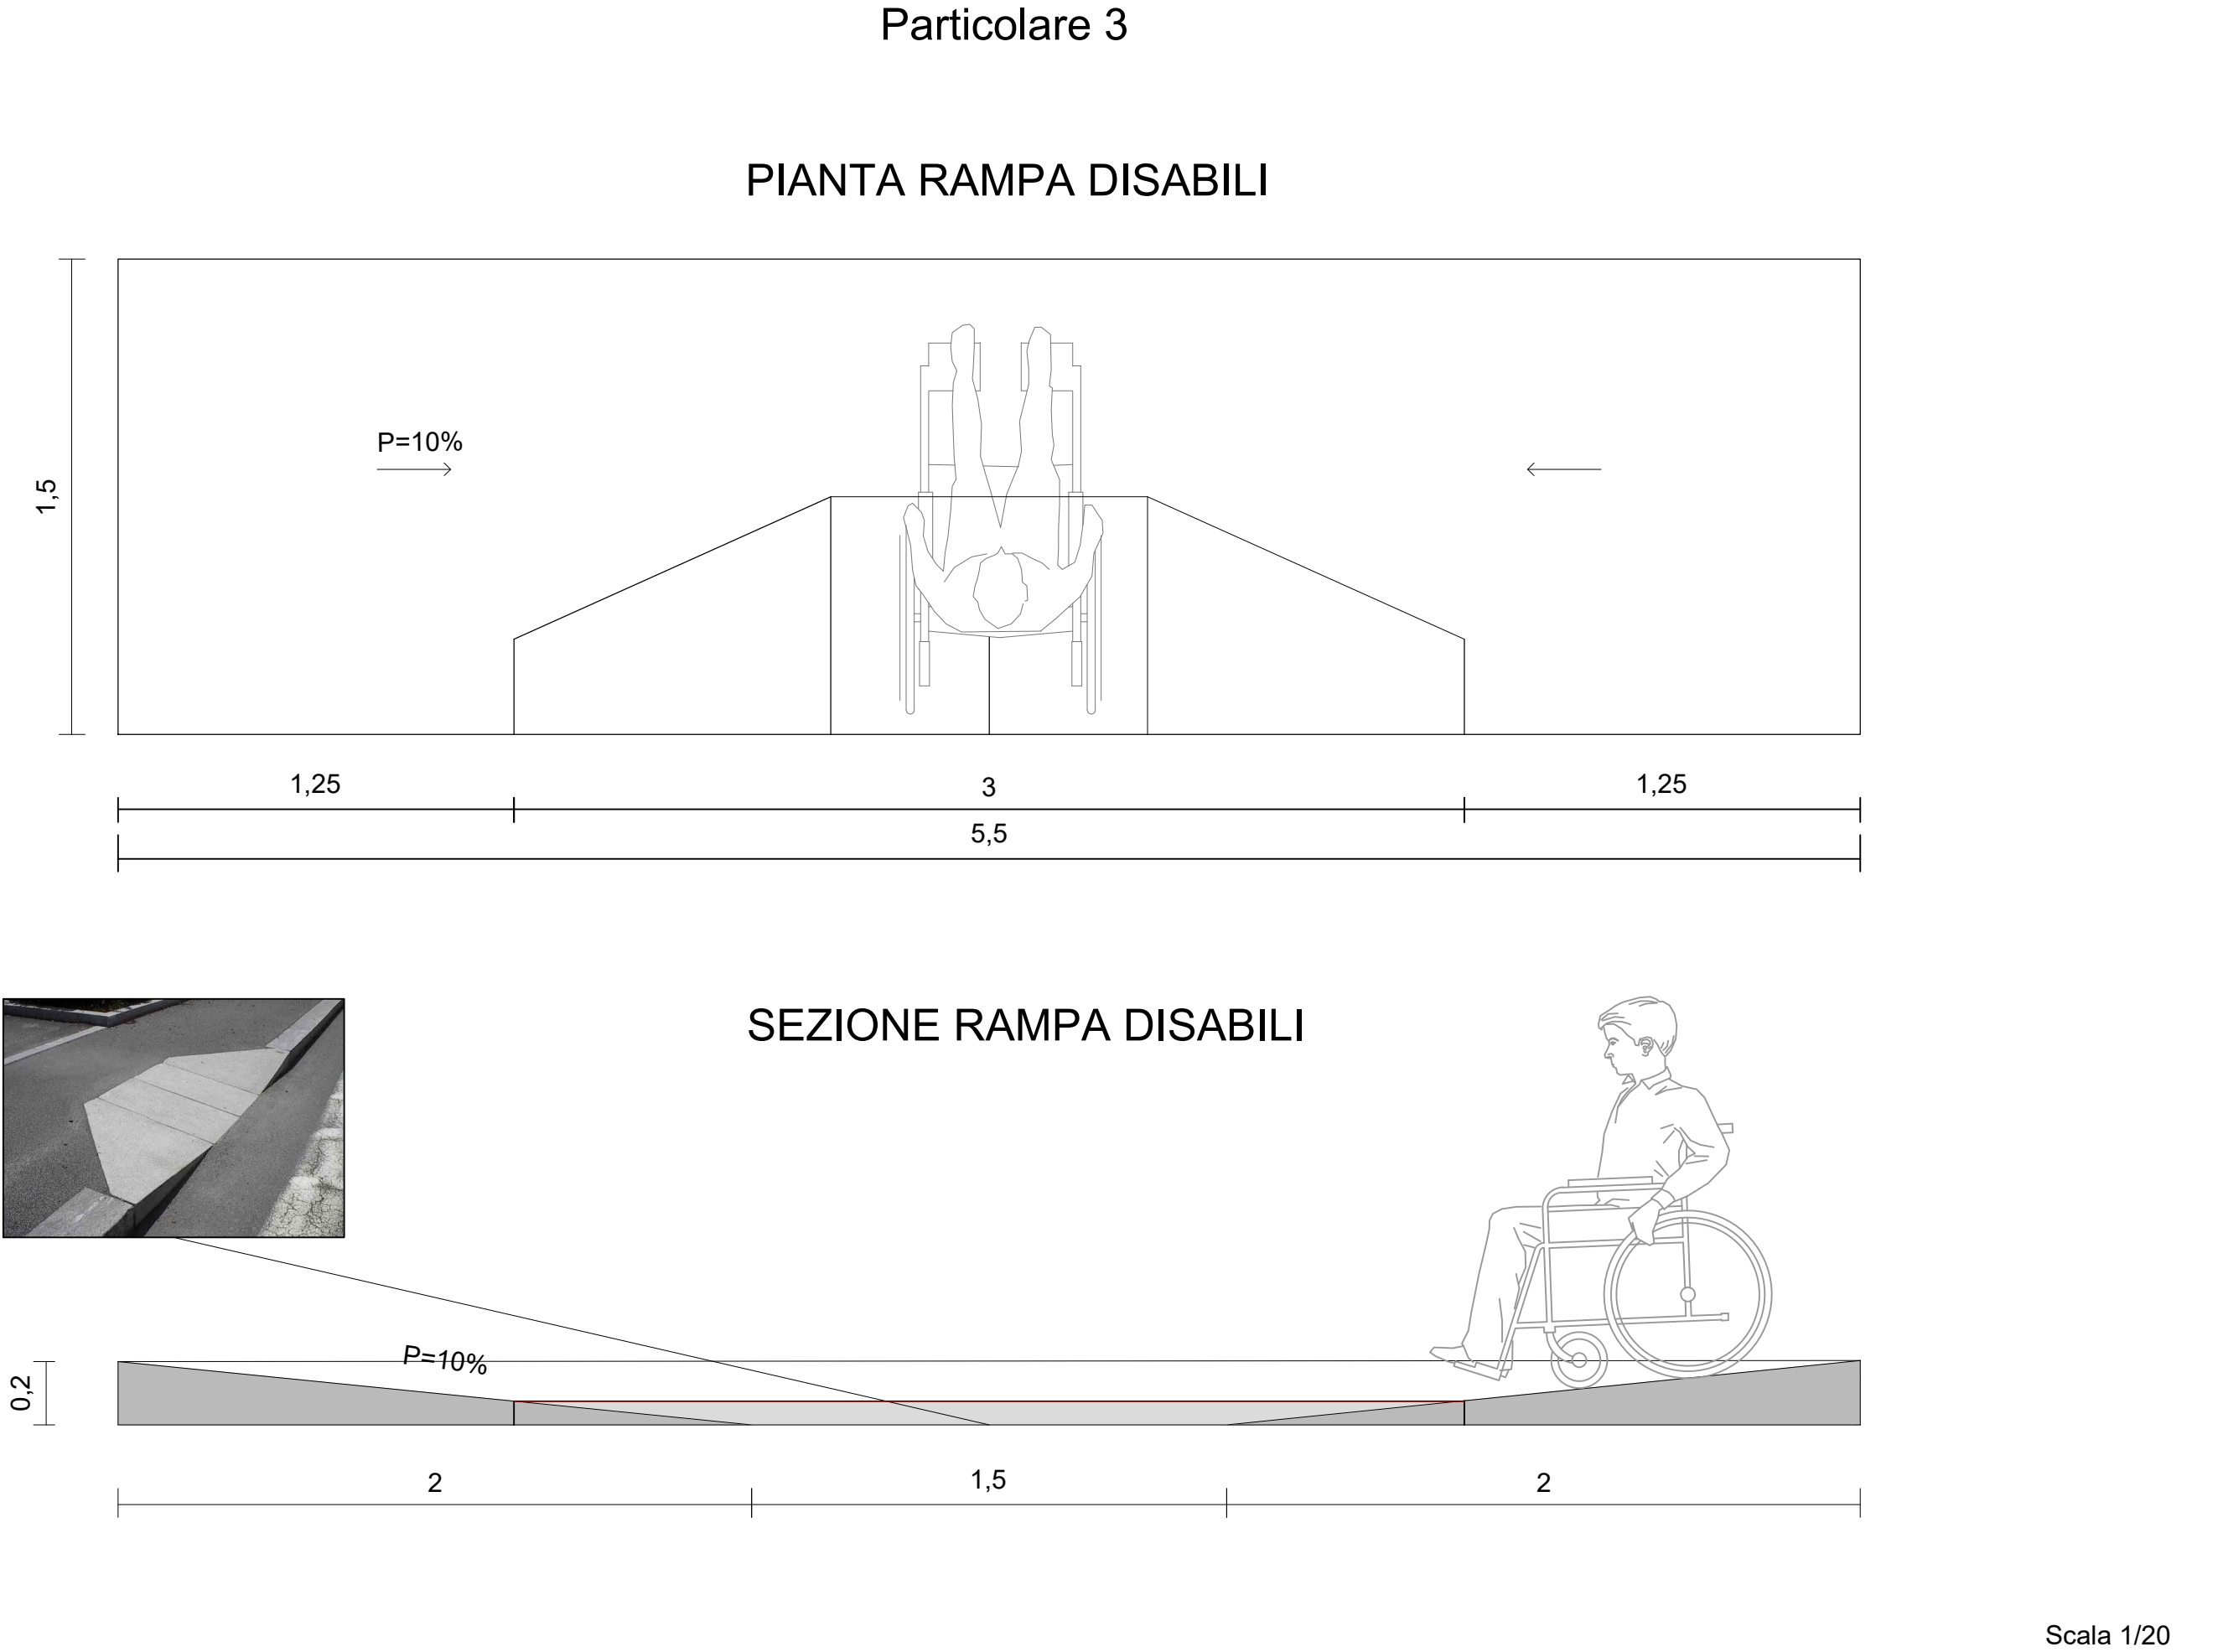 Particolare 3
PIANTA RAMPA DISABILI
P=10%
1,5
1,25
3
1,25
5,5
SEZIONE RAMPA DISABILI
P=10%
0,2
2
1,5
2
Scala 1/20